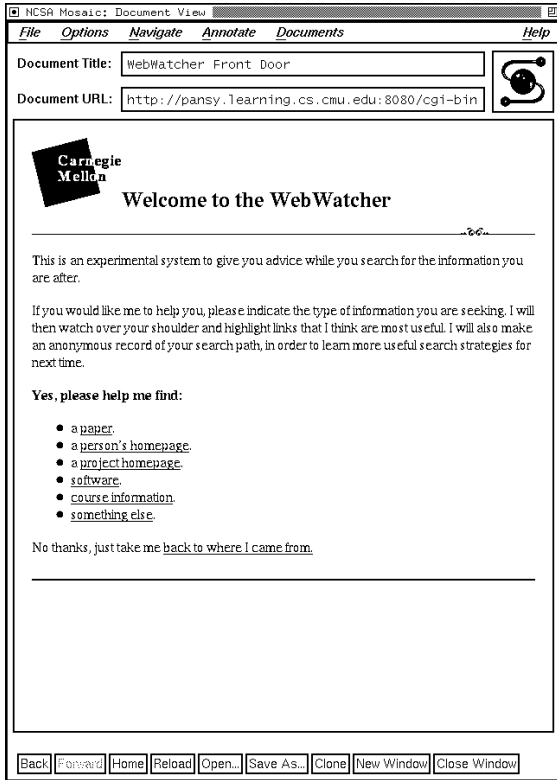 NCSA Mosaic: Document View
File Options Navigate Annotate Documents Help
Document Title: WebWatcher Front Door
Document URL: http://pansy.learning.cs.cmu.edu:8080/cgi-bin
Carnegie
Mellon
Welcome to the WebWatcher
This is an experimental system to give you advice while you search for the information you
are after.
If you would like me to help you, please indicate the type of information you are seeking. I will
then watch over your shoulder and highlight links that I think are most useful. I will also make
an anonymous record of your search path, in order to learn more useful search strategies for
next time.
Yes, please help me find:
a paper.
a person's homepage.
a project homepage.
software.
course information.
something else.
No thanks, just take me back to where I came from.
Back Forward Home Reload Open... Save As... Clone New Window Close Window